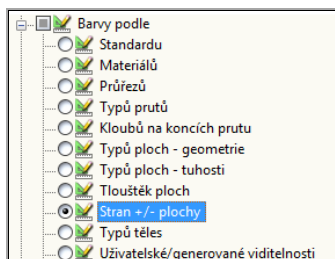 Barvy podle
Standardu
Materiálů
Průřezů
Typů prutů
Kloubů na koncích prutu
Typů ploch - geometrie
Typů ploch - tuhosti
Tlouštěk ploch
Stran +/- plochy
Typů těles
Uživatelské/generované viditelnosti